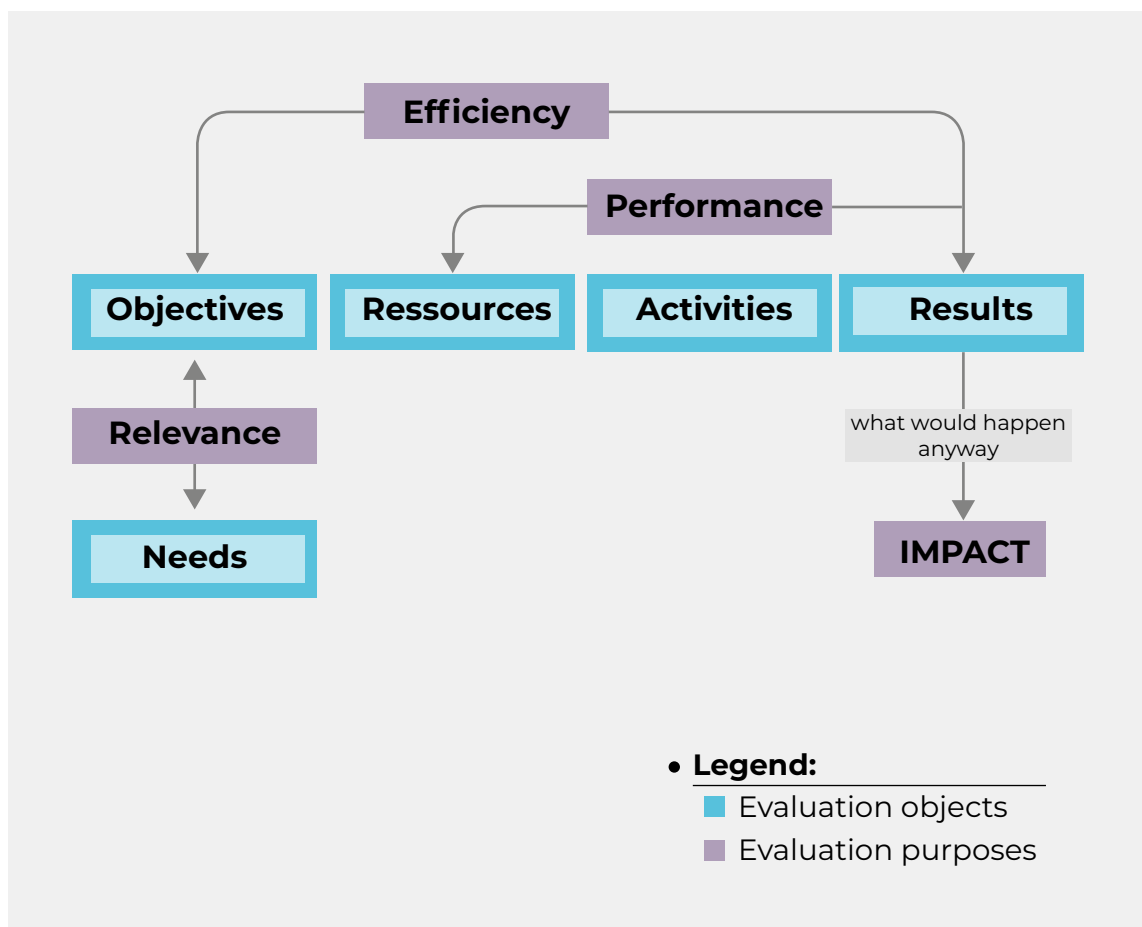 Efficiency
Performance
Objectives
Ressources
Activities
Results
Relevance
what would happen
anyway
Needs
IMPACT
• Legend:
Evaluation objects
Evaluation purposes